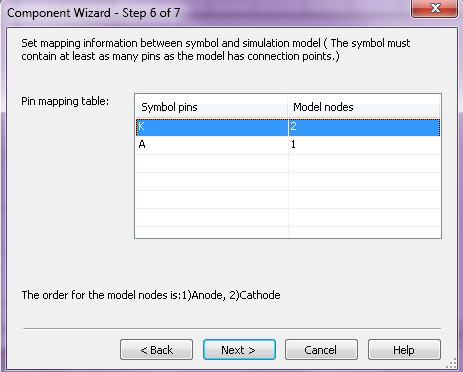 Component Wizard - Step 6 of 7
Set mapping information between symbol and simulation model ( The symbol must
contain at least as many pins as the model has connection points.)
Pin mapping table:
Symbol pins Model nodes
K 2
A 1
The order for the model nodes is:1)Anode, 2)Cathode
< Back Next > Cancel Help